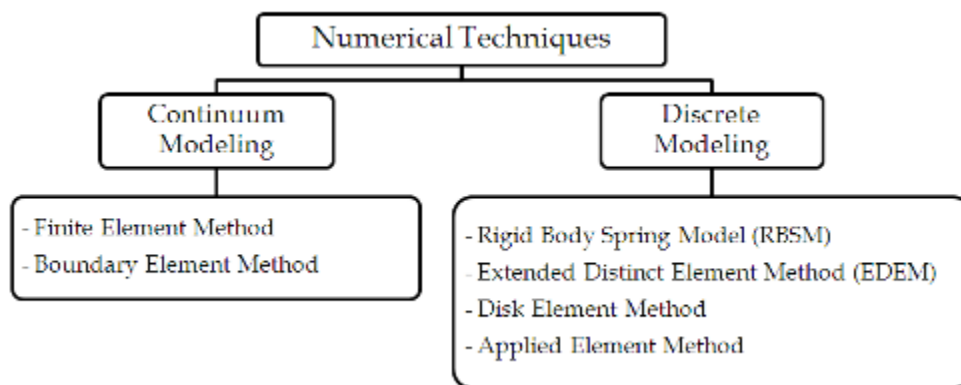 Numerical Techniques
Continuum
Modeling
Discrete
Modeling
- Finite Element Method
- Boundary Element Method
- Rigid Body Spring Model (RBSM)
- Extended Distinct Element Method (EDEM)
- Disk Element Method
- Applied Element Method